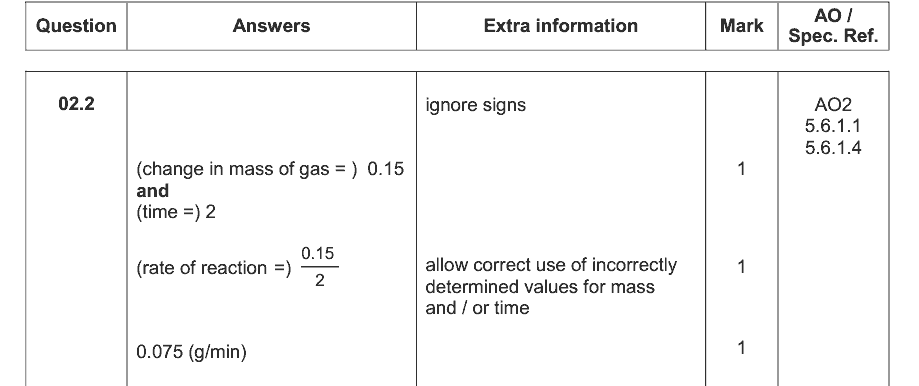 Question Answers Extra information Mark AO /
Spec. Ref.
02.2 ignore signs AO2
5.6.1.1
5.6.1.4
(change in mass of gas = ) 0.15 1
and
(time =) 2
(rate of reaction =) 0.15/2 allow correct use of incorrectly 1
determined values for mass
and / or time
0.075 (g/min) 1